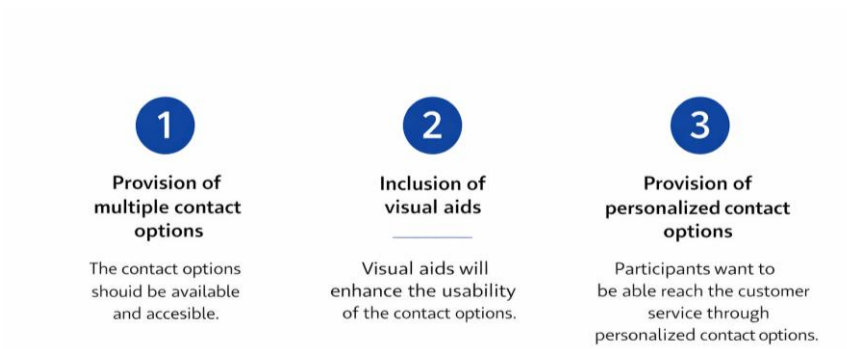 1
Provision of
multiple contact
options
The contact options
should be available
and accesible.
2
Inclusion of
visual aids
Visual aids will
enhance the usability
of the contact options.
3
Provision of
personalized contact
options
Participants want to
be able reach the customer
service through
personalized contact options.